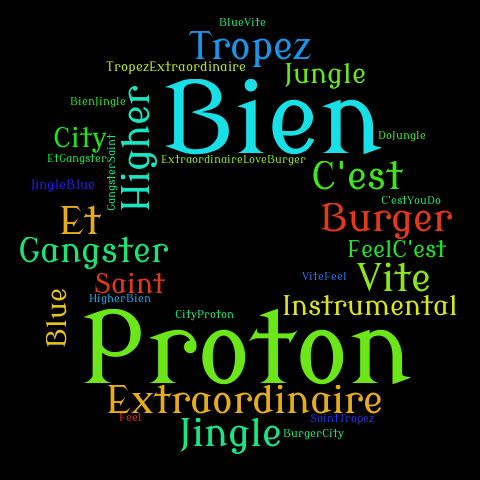 BlueVite
Tropez
TropezExtraordinaire
Jungle
Bien
BienJingle
Higher
City
DoJungle
GangsterSaint
EtGangster
ExtraordinaireLoveBurger
C'est
JingleBlue
C'estYouDo
Et
Burger
Gangster
FeelC'est
Saint
ViteFeel
Vite
HigherBien
Instrumental
Blue
CityProton
Proton
Extraordinaire
Feel
SaintTropez
Jingle
BurgerCity